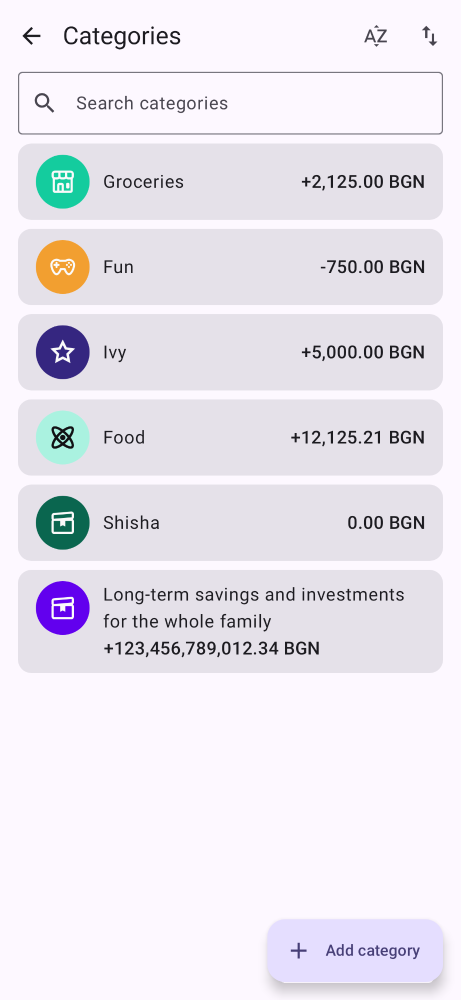 Categories
AZ
Search categories
Groceries +2,125.00 BGN
Fun -750.00 BGN
Ivy +5,000.00 BGN
Food +12,125.21 BGN
Shisha 0.00 BGN
Long-term savings and investments
for the whole family
+123,456,789,012.34 BGN
Add category